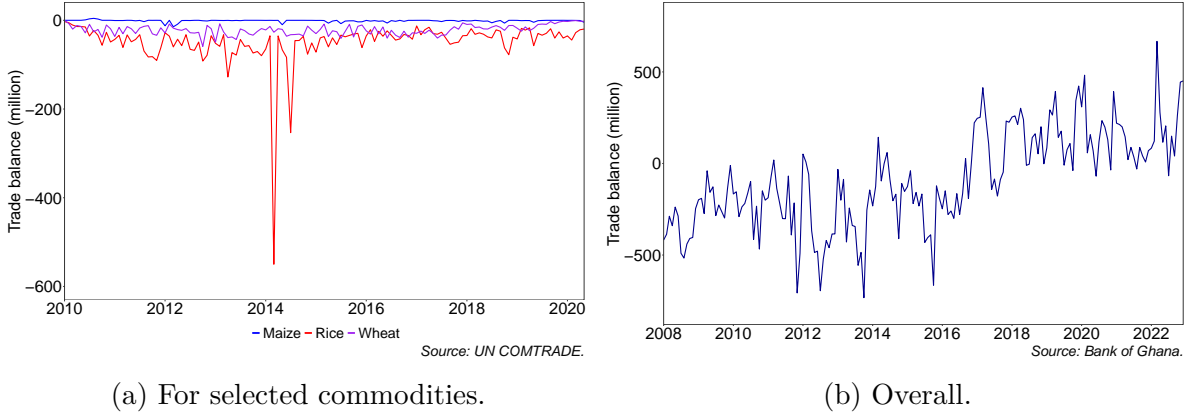 0
−200
−400
−600
Trade balance (million)
2010 2012 2014 2016 2018 2020
Maize Rice Wheat
Source: UN COMTRADE.
(a) For selected commodities.
500
0
−500
Trade balance (million)
2008 2010 2012 2014 2016 2018 2020 2022
Source: Bank of Ghana.
(b) Overall.